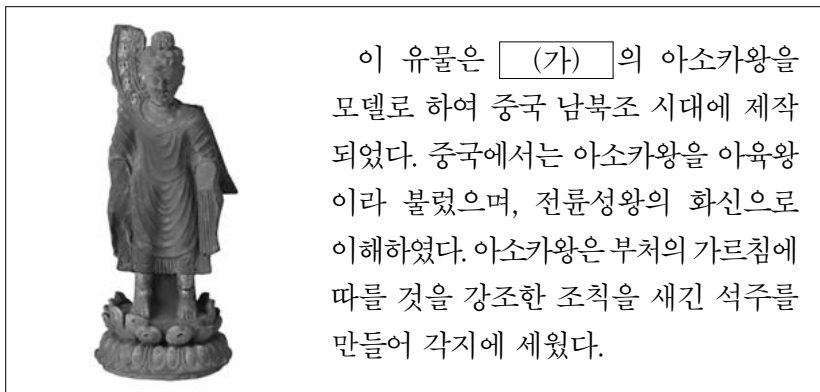 이 유물은 (가) 의 아소카왕을
모델로 하여 중국 남북조 시대에 제작
되었다. 중국에서는 아소카왕을 아육왕
이라 불렀으며, 전륜성왕의 화신으로
이해하였다. 아소카왕은 부처의 가르침에
따를 것을 강조한 조칙을 새긴 석주를
만들어 각지에 세웠다.